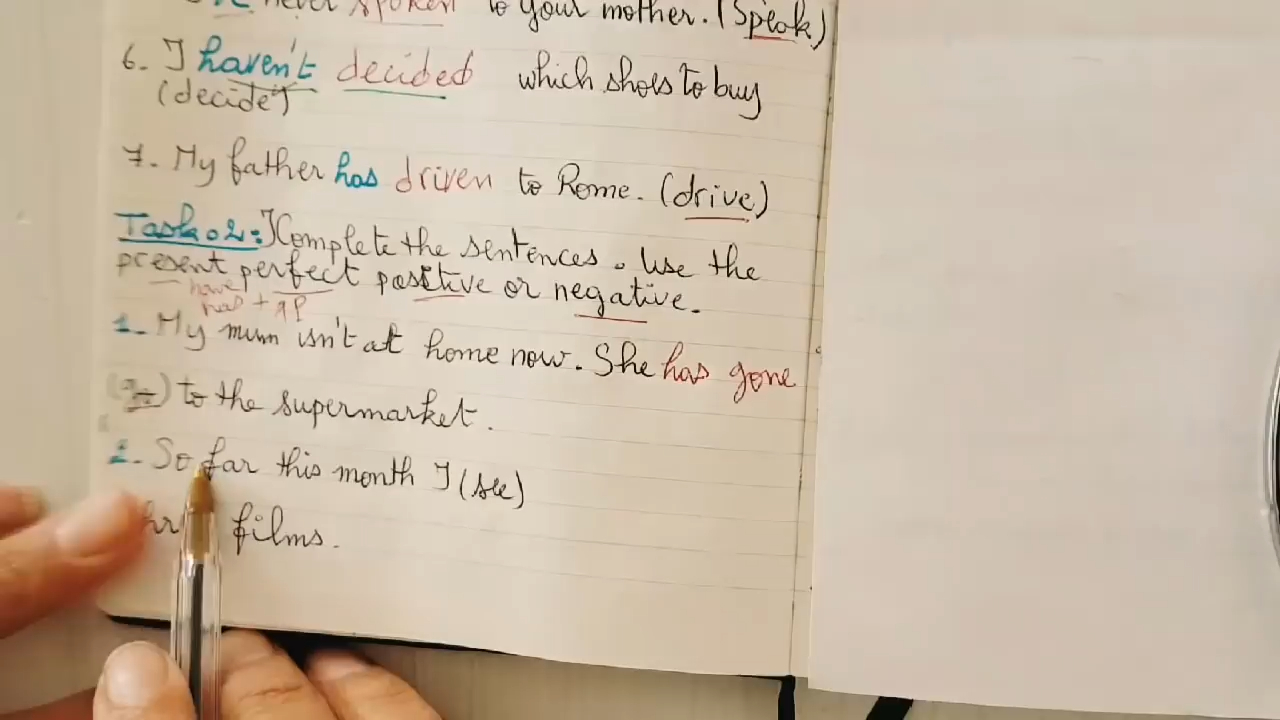 never spoken to your mother. (Speak)
6. I haven't decided which shoes to buy
(decide)
7. My father has driven to Rome. (drive)
Task 02: Complete the sentences. Use the
present perfect positive or negative.
have
has + pp
1. My mum isn't at home now. She has gone
(go) to the supermarket.
2. So far this month I (see)
films.